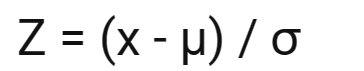 Z = (x - μ) / σ